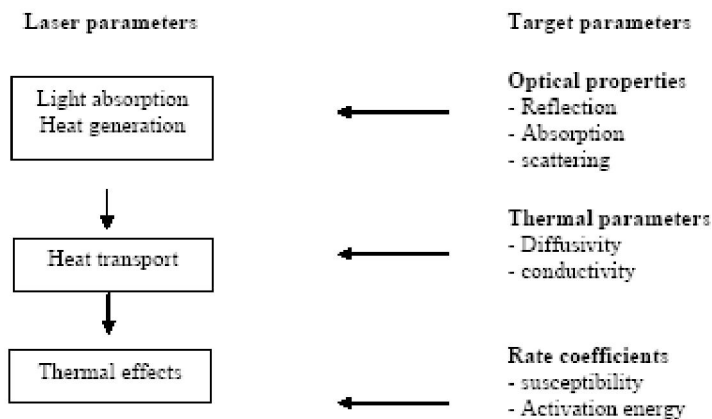 Laser parameters
Target parameters
Light absorption
Heat generation
Optical properties
- Reflection
- Absorption
- scattering
Heat transport
Thermal parameters
- Diffusivity
- conductivity
Thermal effects
Rate coefficients
- susceptibility
- Activation energy